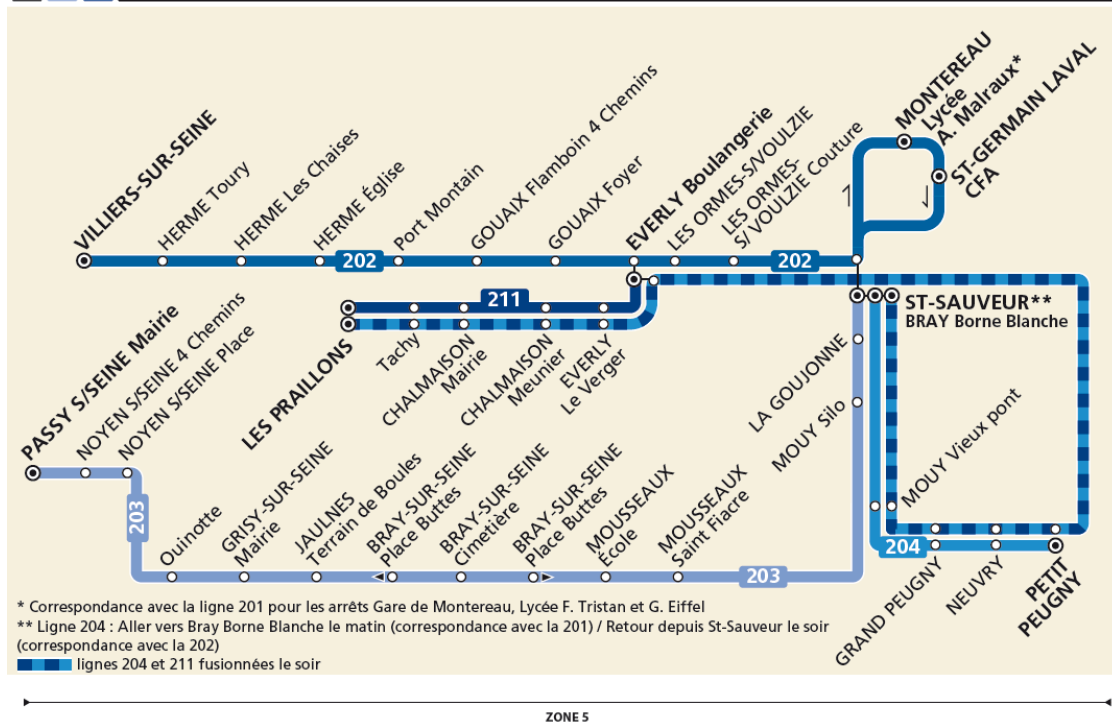 VILLIERS-SUR-SEINE
HERME Toury
HERME Les Chaises
HERME Église
Port Montain
GOUAIX Flamboin 4 Chemins
GOUAIX Foyer
EVERLY Boulangerie
LES ORMES-S/VOULZIE
LES ORMES-
S/ VOULZIE Couture
MONTEREAU
Lycée
A. Malraux*
ST-GERMAIN LAVAL
CFA
202
202
211
LES PRAILLONS
Tachy
CHALMAISON
Mairie
CHALMAISON
Meunier
EVERLY
Le Verger
ST-SAUVEUR**
BRAY Borne Blanche
PASSY S/SEINE Mairie
NOYEN S/SEINE 4 Chemins
NOYEN S/SEINE Place
203
Ouinotte
GRISY-SUR-SEINE
Mairie
JAULNES
Terrain de Boules
BRAY-SUR-SEINE
Place Buttes
BRAY-SUR-SEINE
Cimetière
BRAY-SUR-SEINE
Place Buttes
MOUSSEAUX
Ecole
MOUSSEAUX
Saint Fiacre
203
MOUY Silo
LA GOUJONNE
MOUY Vieux pont
204
GRAND PEUGNY
NEUVRY
PETIT
PEUGNY
* Correspondance avec la ligne 201 pour les arrêts Gare de Montereau, Lycée F. Tristan et G. Eiffel
** Ligne 204 : Aller vers Bray Borne Blanche le matin (correspondance avec la 201) / Retour depuis St-Sauveur le soir
(correspondance avec la 202)
lignes 204 et 211 fusionnées le soir
ZONE 5